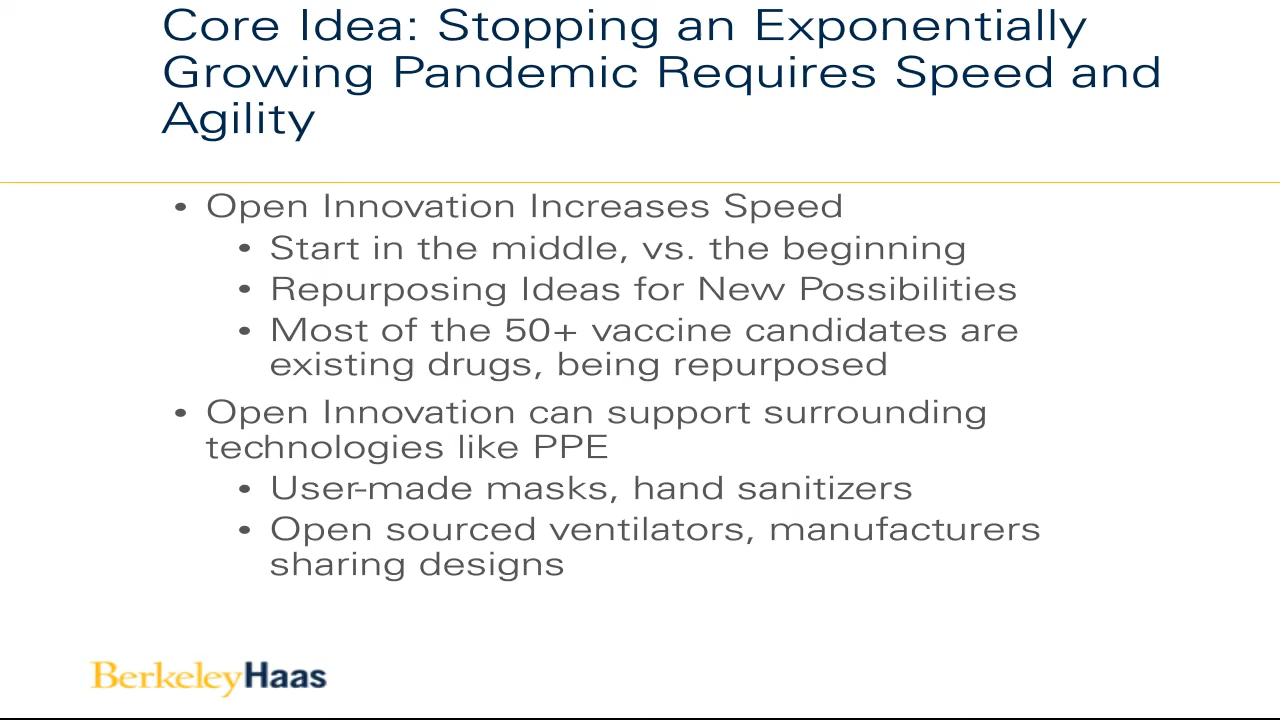 Core Idea: Stopping an Exponentially
Growing Pandemic Requires Speed and
Agility
• Open Innovation Increases Speed
• Start in the middle, vs. the beginning
• Repurposing Ideas for New Possibilities
• Most of the 50+ vaccine candidates are
existing drugs, being repurposed
• Open Innovation can support surrounding
technologies like PPE
• User-made masks, hand sanitizers
• Open sourced ventilators, manufacturers
sharing designs
BerkeleyHaas